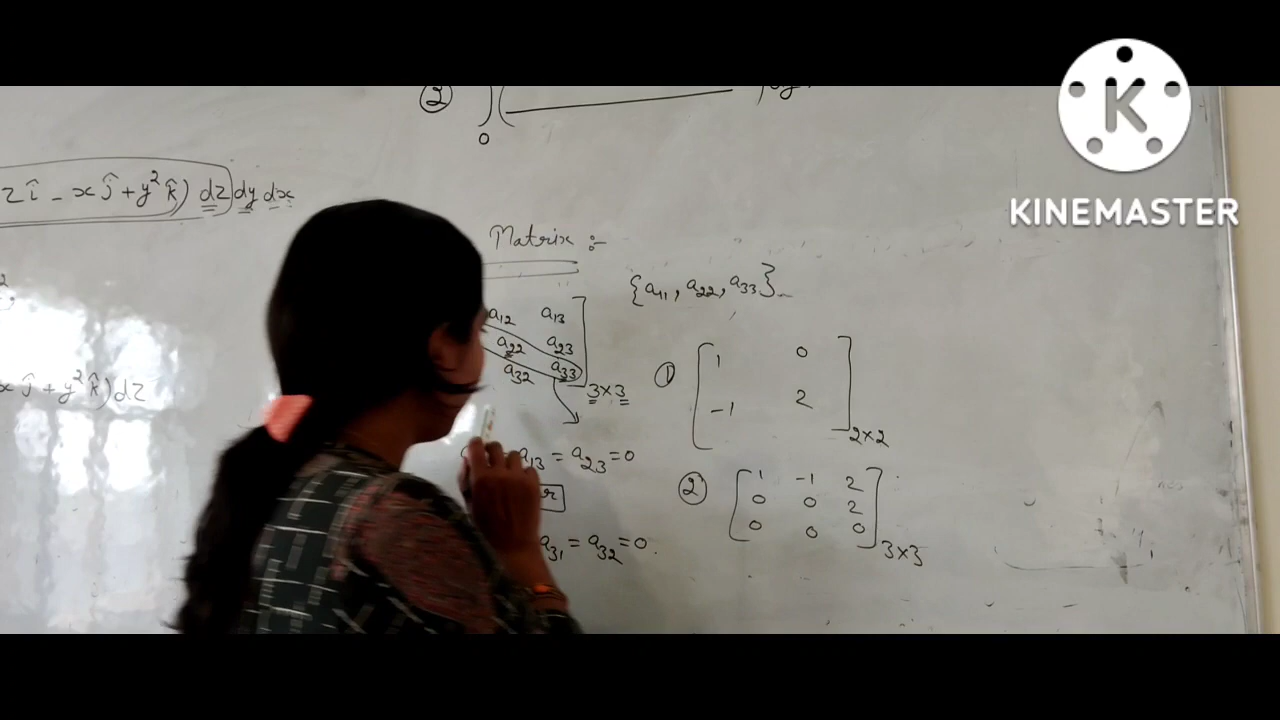 2 ∫ (
0
z î - x ĵ + y² k̂) dz) dy dx
x ĵ + y² k̂) dz
Matrix :-
a12 a13
a22 a23
a32 a33
3×3
a13 = a23 = 0
or
a31 = a32 = 0.
{a11, a22, a33}
① [ 1 0
-1 2 ] 2×2
② [ 1 -1 2
0 0 2
0 0 0 ] 3×3
KINEMASTER